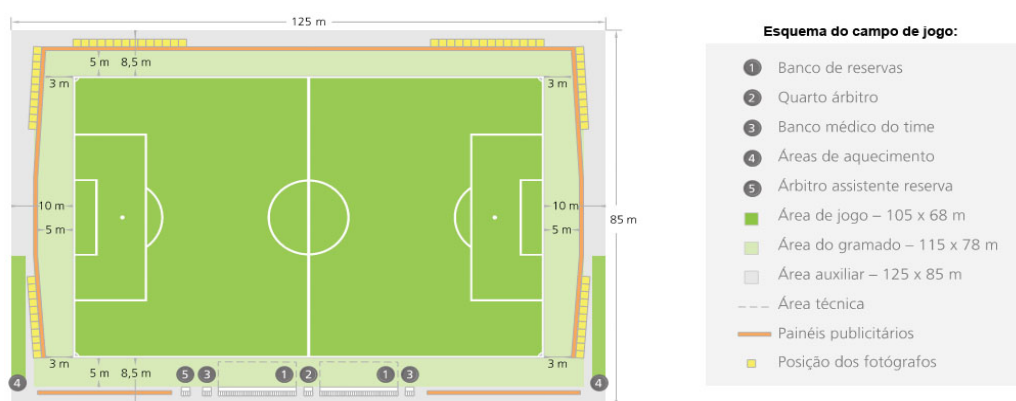 125 m
5 m 8,5 m
3 m 3 m
10 m 10 m
85 m
5 m 5 m
3 m 3 m
5 m 8,5 m
4 5 3 1 2 1 3 4
Esquema do campo de jogo:
1 Banco de reservas
2 Quarto árbitro
3 Banco médico do time
4 Áreas de aquecimento
5 Árbitro assistente reserva
Área de jogo – 105 x 68 m
Área do gramado – 115 x 78 m
Área auxiliar – 125 x 85 m
Área técnica
Painéis publicitários
Posição dos fotógrafos